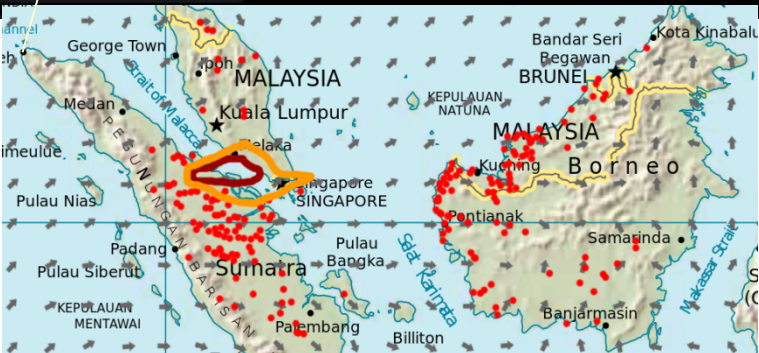 Kota Kinabalu
George Town
Bandar Seri
Begawan
Ipoh
MALAYSIA
BRUNEI
Strait of Malacca
Medan
Kuala Lumpur
KEPULAUAN
NATUNA
MALAYSIA
Melaka
imeulue
PEGUNUNGAN BARISAN
Kuching
Borneo
Singapore
SINGAPORE
Pulau Nias
Pontianak
Padang
Pulau
Bangka
Selat Karimata
Samarinda
Makassar Strait
Pulau Siberut
Sumatra
KEPULAUAN
MENTAWAI
Palembang
Billiton
Banjarmasin
S